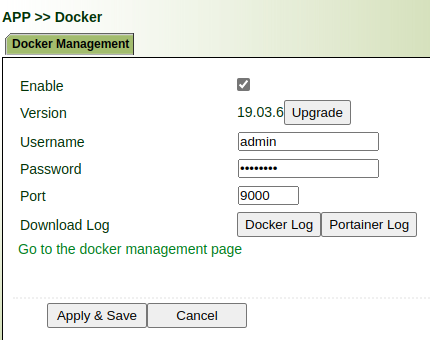 APP >> Docker
Docker Management
Enable
Version 19.03.6 Upgrade
Username admin
Password ••••••••
Port 9000
Download Log Docker Log Portainer Log
Go to the docker management page
Apply & Save Cancel